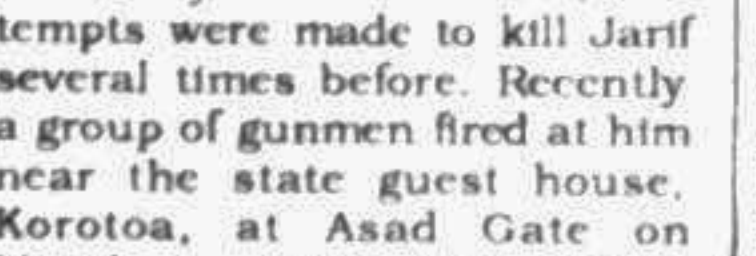 tempts were made to kill Jarif
several times before. Recently
a group of gunmen fired at him
near the state guest house,
Korotoa, at Asad Gate on